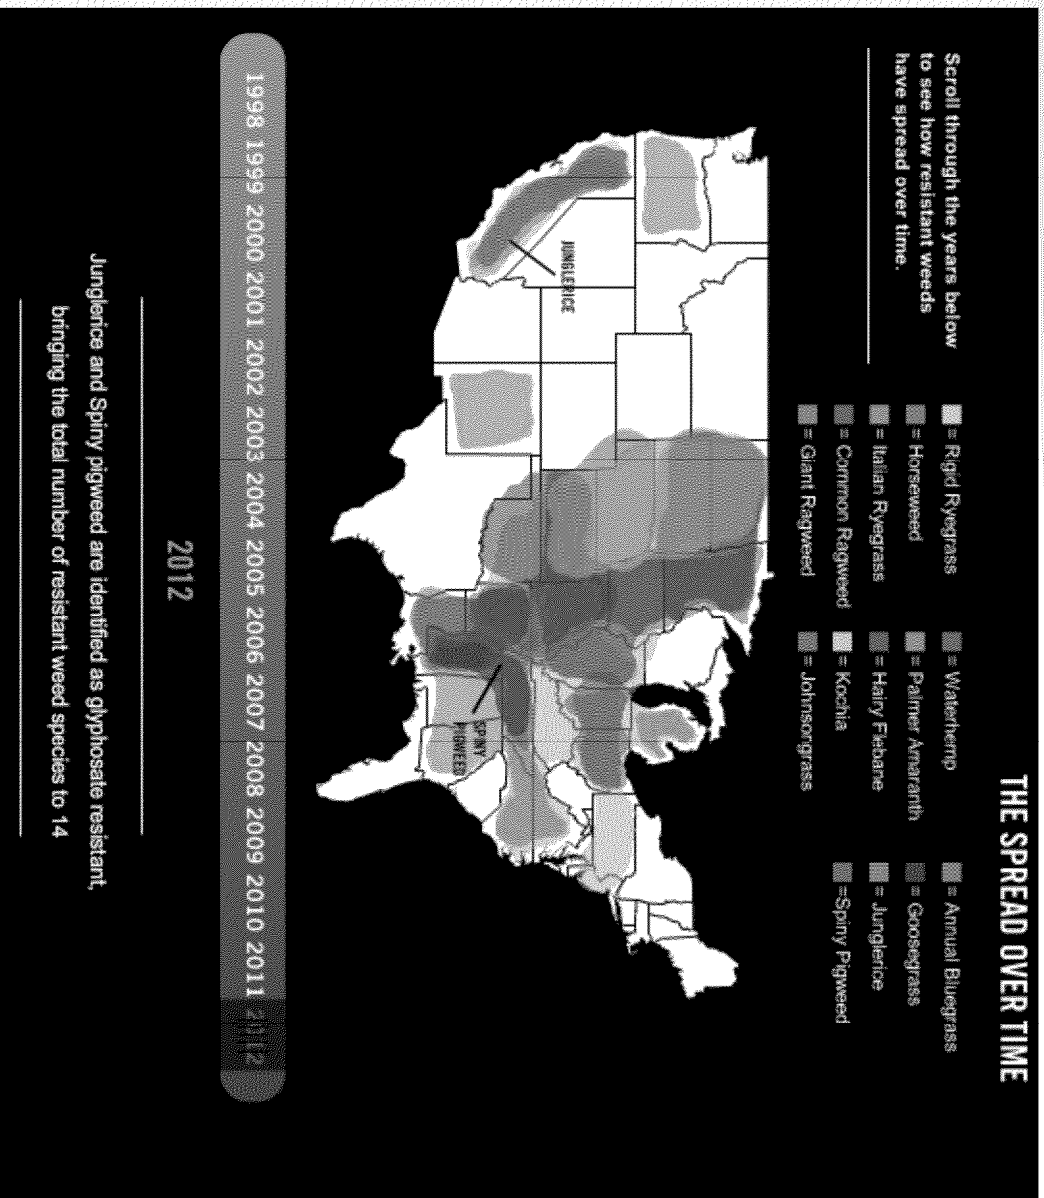 THE SPREAD OVER TIME
Scroll through the years below
to see how resistant weeds
have spread over time.
= Rigid Ryegrass
= Horseweed
= Italian Ryegrass
= Common Ragweed
= Giant Ragweed
= Waterhemp
= Palmer Amaranth
= Hairy Flebane
= Kochia
= Johnsongrass
= Annual Bluegrass
= Goosegrass
= Junglerice
=Spiny Pigweed
JUNGLERICE
SPINY
PIGWEED
1998 1999 2000 2001 2002 2003 2004 2005 2006 2007 2008 2009 2010 2011 2012
2012
Junglerice and Spiny pigweed are identified as glyphosate resistant,
bringing the total number of resistant weed species to 14